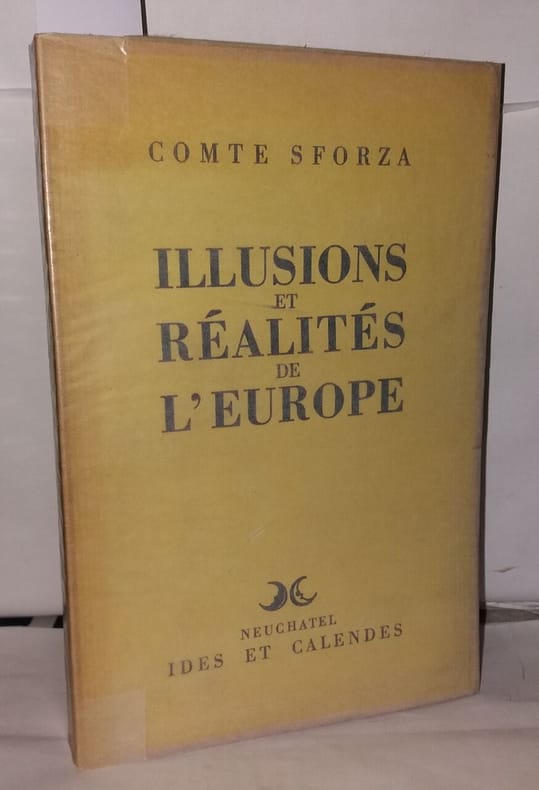 COMTE SFORZA
ILLUSIONS
ET
RÉALITÉS
DE
L'EUROPE
NEUCHATEL
IDES ET CALENDES